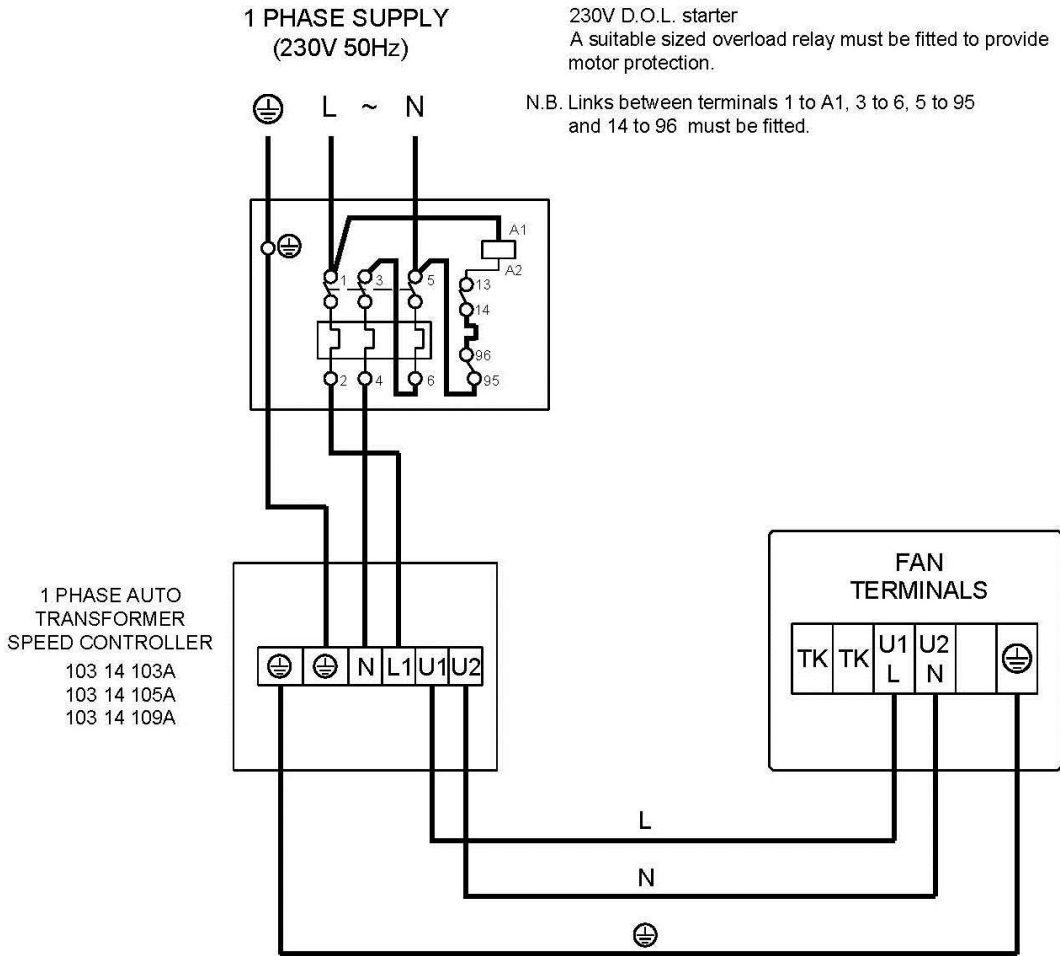 1 PHASE SUPPLY
(230V 50Hz)
230V D.O.L. starter
A suitable sized overload relay must be fitted to provide
motor protection.
N.B. Links between terminals 1 to A1, 3 to 6, 5 to 95
and 14 to 96 must be fitted.
L ~ N
A1
A2
1 3 5 13
14
96
2 4 6 95
1 PHASE AUTO
TRANSFORMER
SPEED CONTROLLER
103 14 103A
103 14 105A
103 14 109A
N L1 U1 U2
FAN
TERMINALS
TK TK U1 U2
L N
L
N